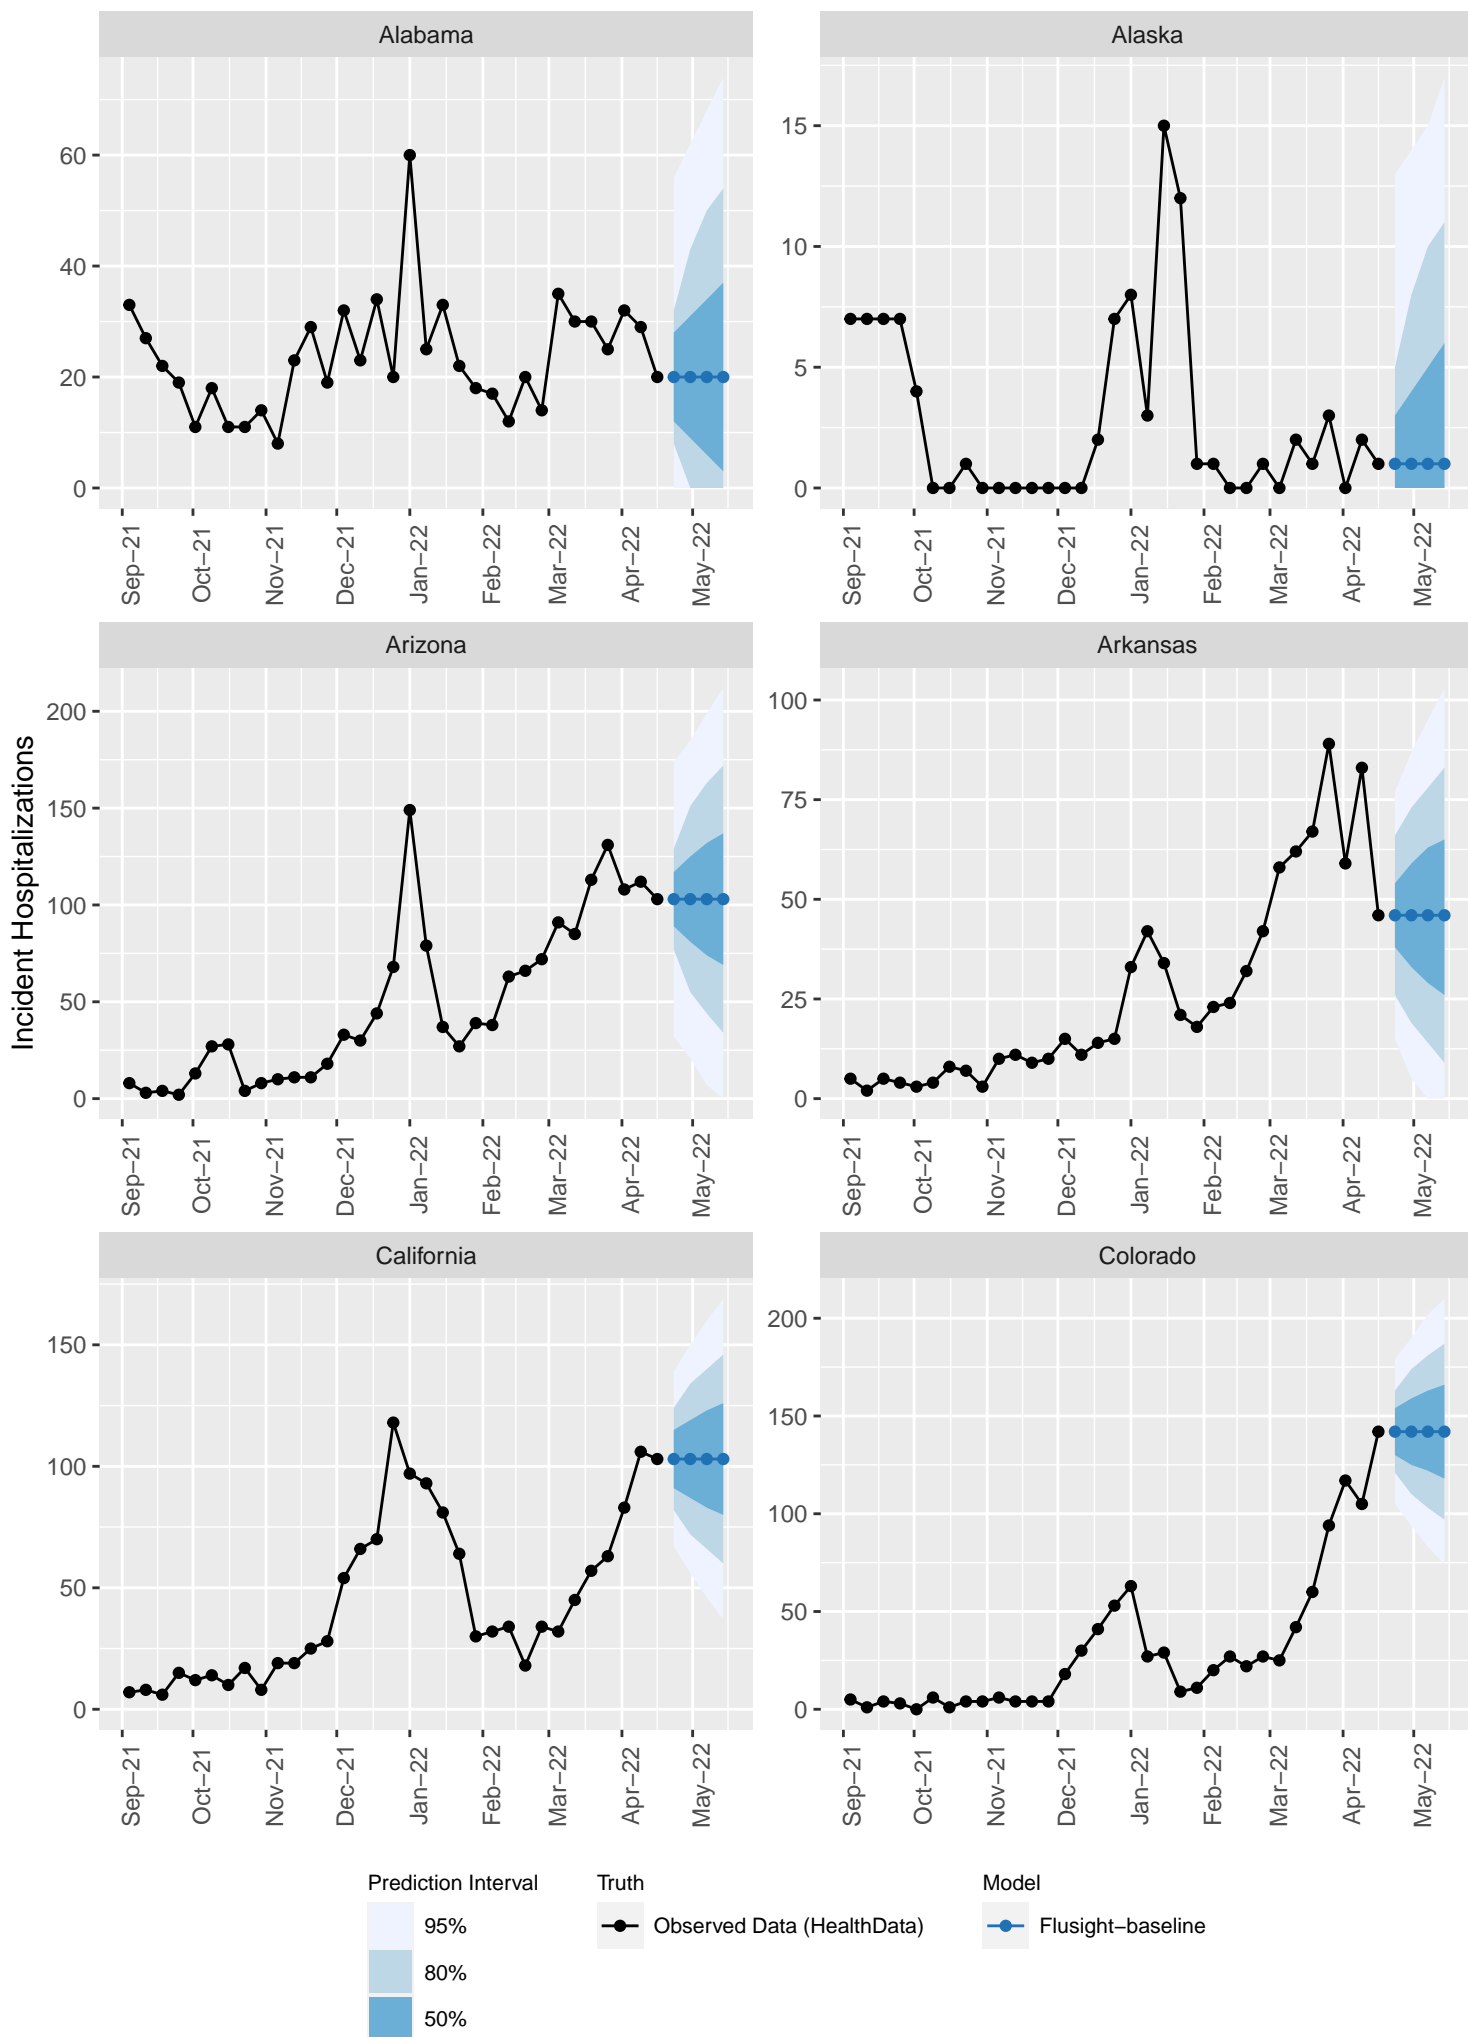 Alabama
Alaska
60
40
20
0
15
10
5
0
Sep−21
Oct−21
Nov−21
Dec−21
Jan−22
Feb−22
Mar−22
Apr−22
May−22
Sep−21
Oct−21
Nov−21
Dec−21
Jan−22
Feb−22
Mar−22
Apr−22
May−22
Incident Hospitalizations
Arizona
Arkansas
200
150
100
50
0
100
75
50
25
0
Sep−21
Oct−21
Nov−21
Dec−21
Jan−22
Feb−22
Mar−22
Apr−22
May−22
Sep−21
Oct−21
Nov−21
Dec−21
Jan−22
Feb−22
Mar−22
Apr−22
May−22
California
Colorado
150
100
50
0
200
150
100
50
0
Sep−21
Oct−21
Nov−21
Dec−21
Jan−22
Feb−22
Mar−22
Apr−22
May−22
Sep−21
Oct−21
Nov−21
Dec−21
Jan−22
Feb−22
Mar−22
Apr−22
May−22
Prediction Interval
95%
80%
50%
Truth
Observed Data (HealthData)
Model
Flusight−baseline